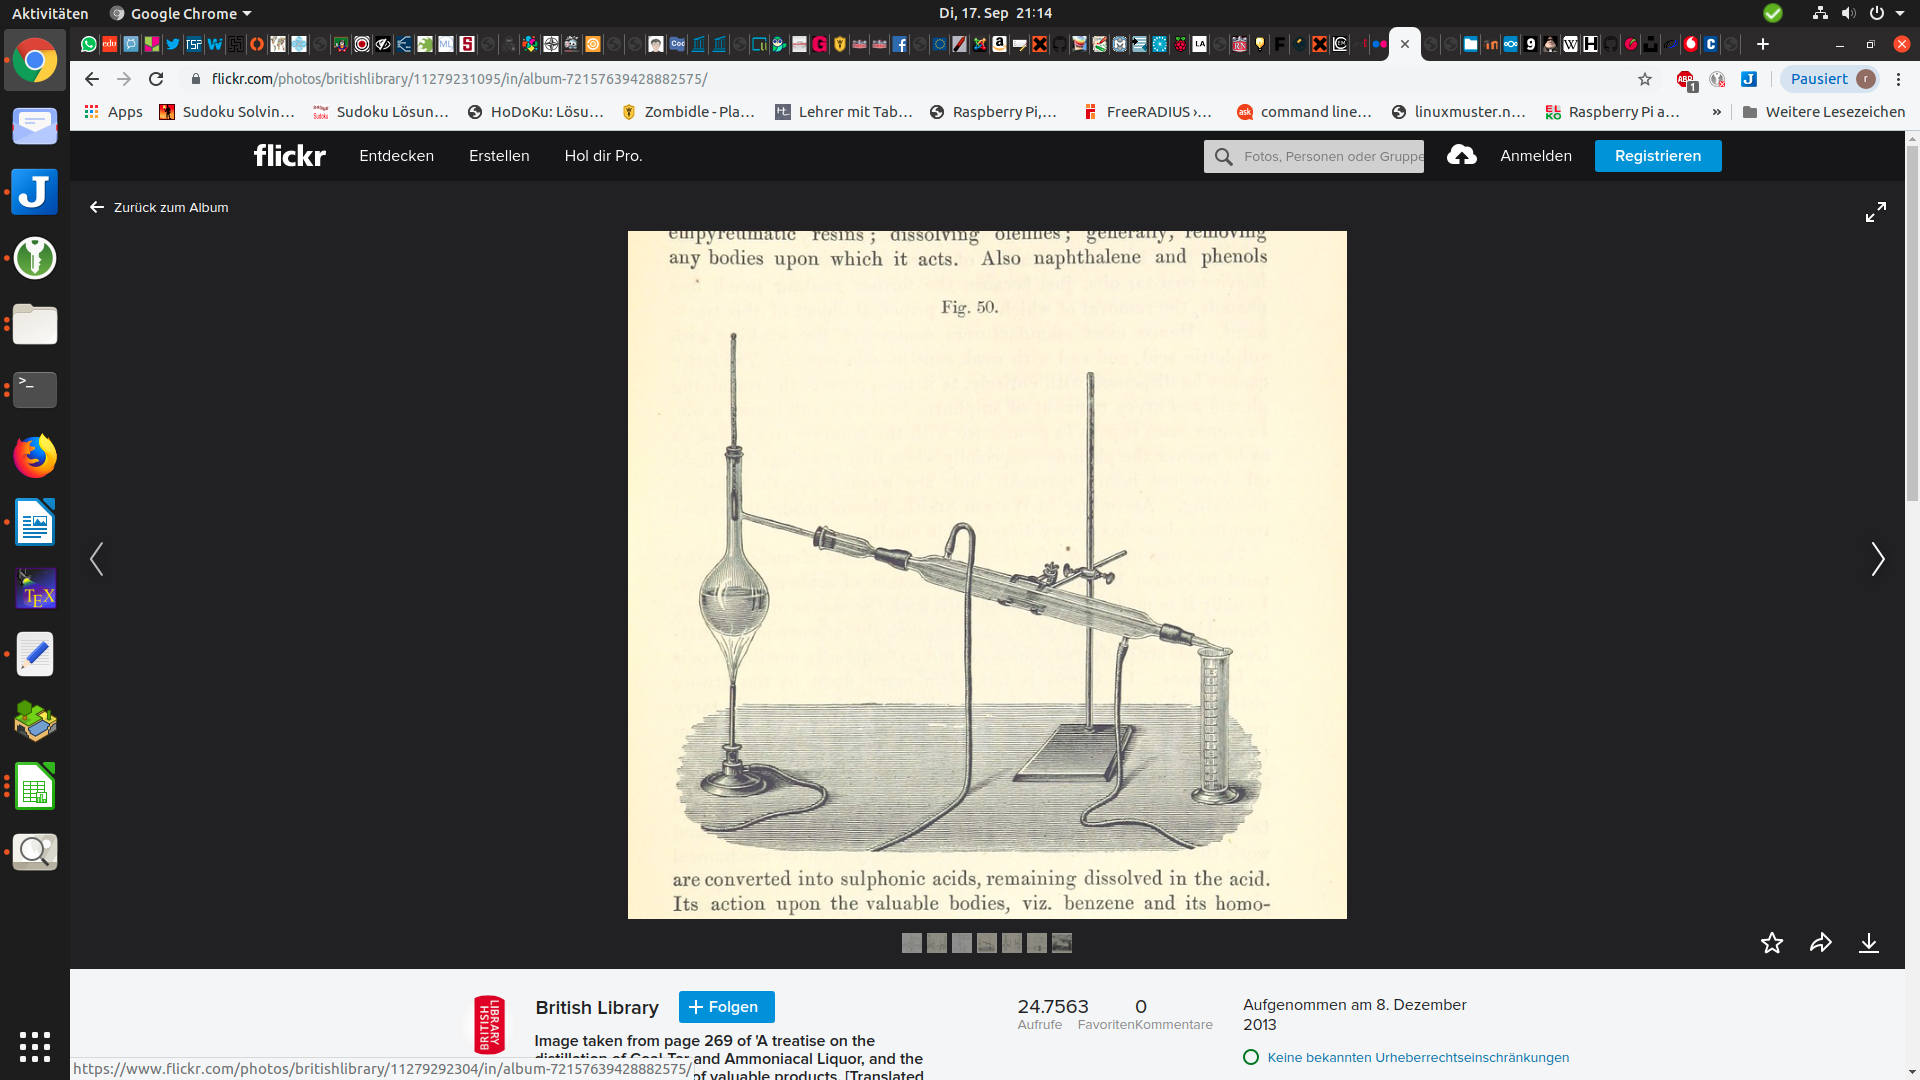 Aktivitäten
Google Chrome
Di, 17. Sep 21:14
flickr.com/photos/britishlibrary/11279231095/in/album-72157639428882575/
Pausiert
r
Apps
Sudoku Solvin…
Sudoku Lösun…
HoDoKu: Lösu…
Zombidle - Pla…
Lehrer mit Tab…
Raspberry Pi,…
FreeRADIUS ›…
command line…
linuxmuster.n…
Raspberry Pi a…
»
Weitere Lesezeichen
flickr
Entdecken
Erstellen
Hol dir Pro.
Fotos, Personen oder Gruppe
Anmelden
Registrieren
Zurück zum Album
empyreumatic resins; dissolving olefines; generally, removing
any bodies upon which it acts. Also naphthalene and phenols
Fig. 50.
are converted into sulphonic acids, remaining dissolved in the acid.
Its action upon the valuable bodies, viz. benzene and its homo-
BRITISH LIBRARY
British Library
Folgen
Image taken from page 269 of 'A treatise on the
distillation of Coal-Tar and Ammoniacal Liquor, and the
of valuable products. [Translated
24.756
Aufrufe
3
Favoriten
0
Kommentare
Aufgenommen am 8. Dezember
2013
Keine bekannten Urheberrechtseinschränkungen
https://www.flickr.com/photos/britishlibrary/11279292304/in/album-72157639428882575/